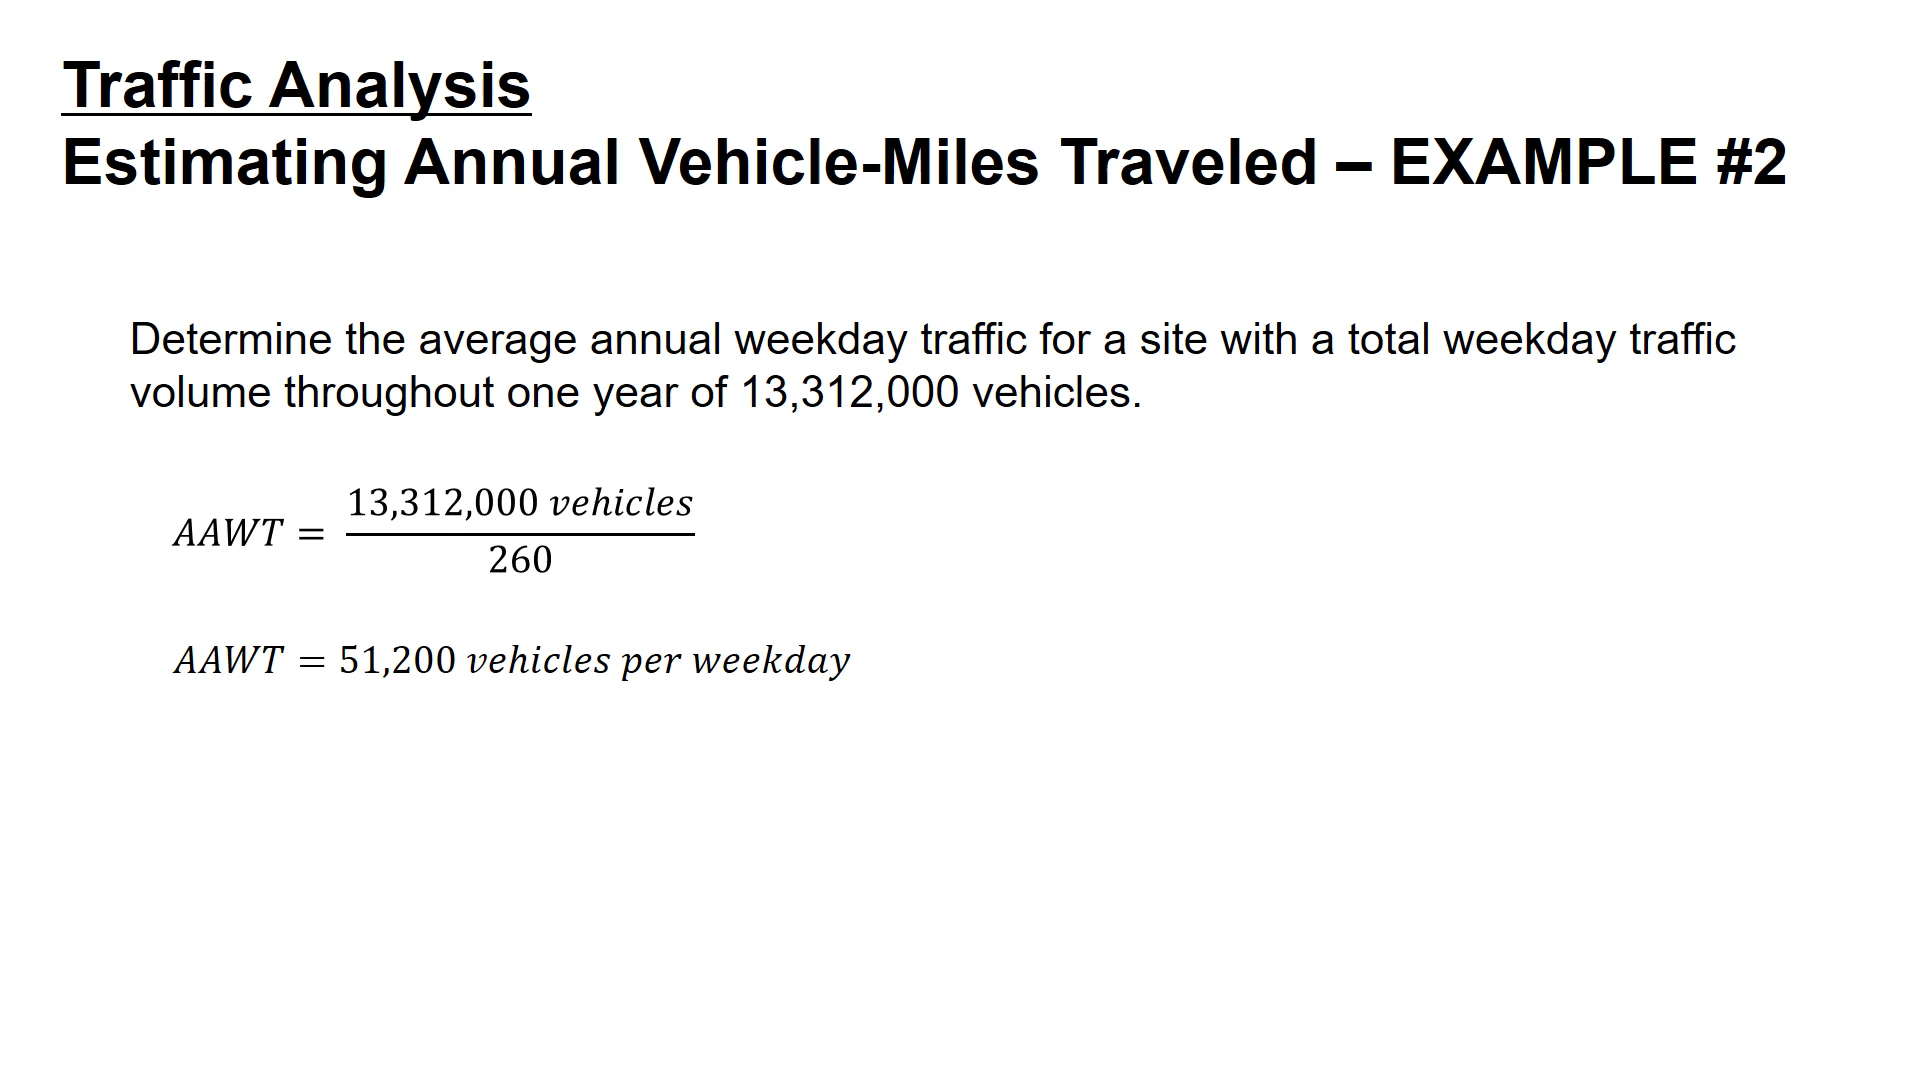 Traffic Analysis
Estimating Annual Vehicle-Miles Traveled – EXAMPLE #2
Determine the average annual weekday traffic for a site with a total weekday traffic
volume throughout one year of 13,312,000 vehicles.
AAWT = 13,312,000 vehicles / 260
AAWT = 51,200 vehicles per weekday